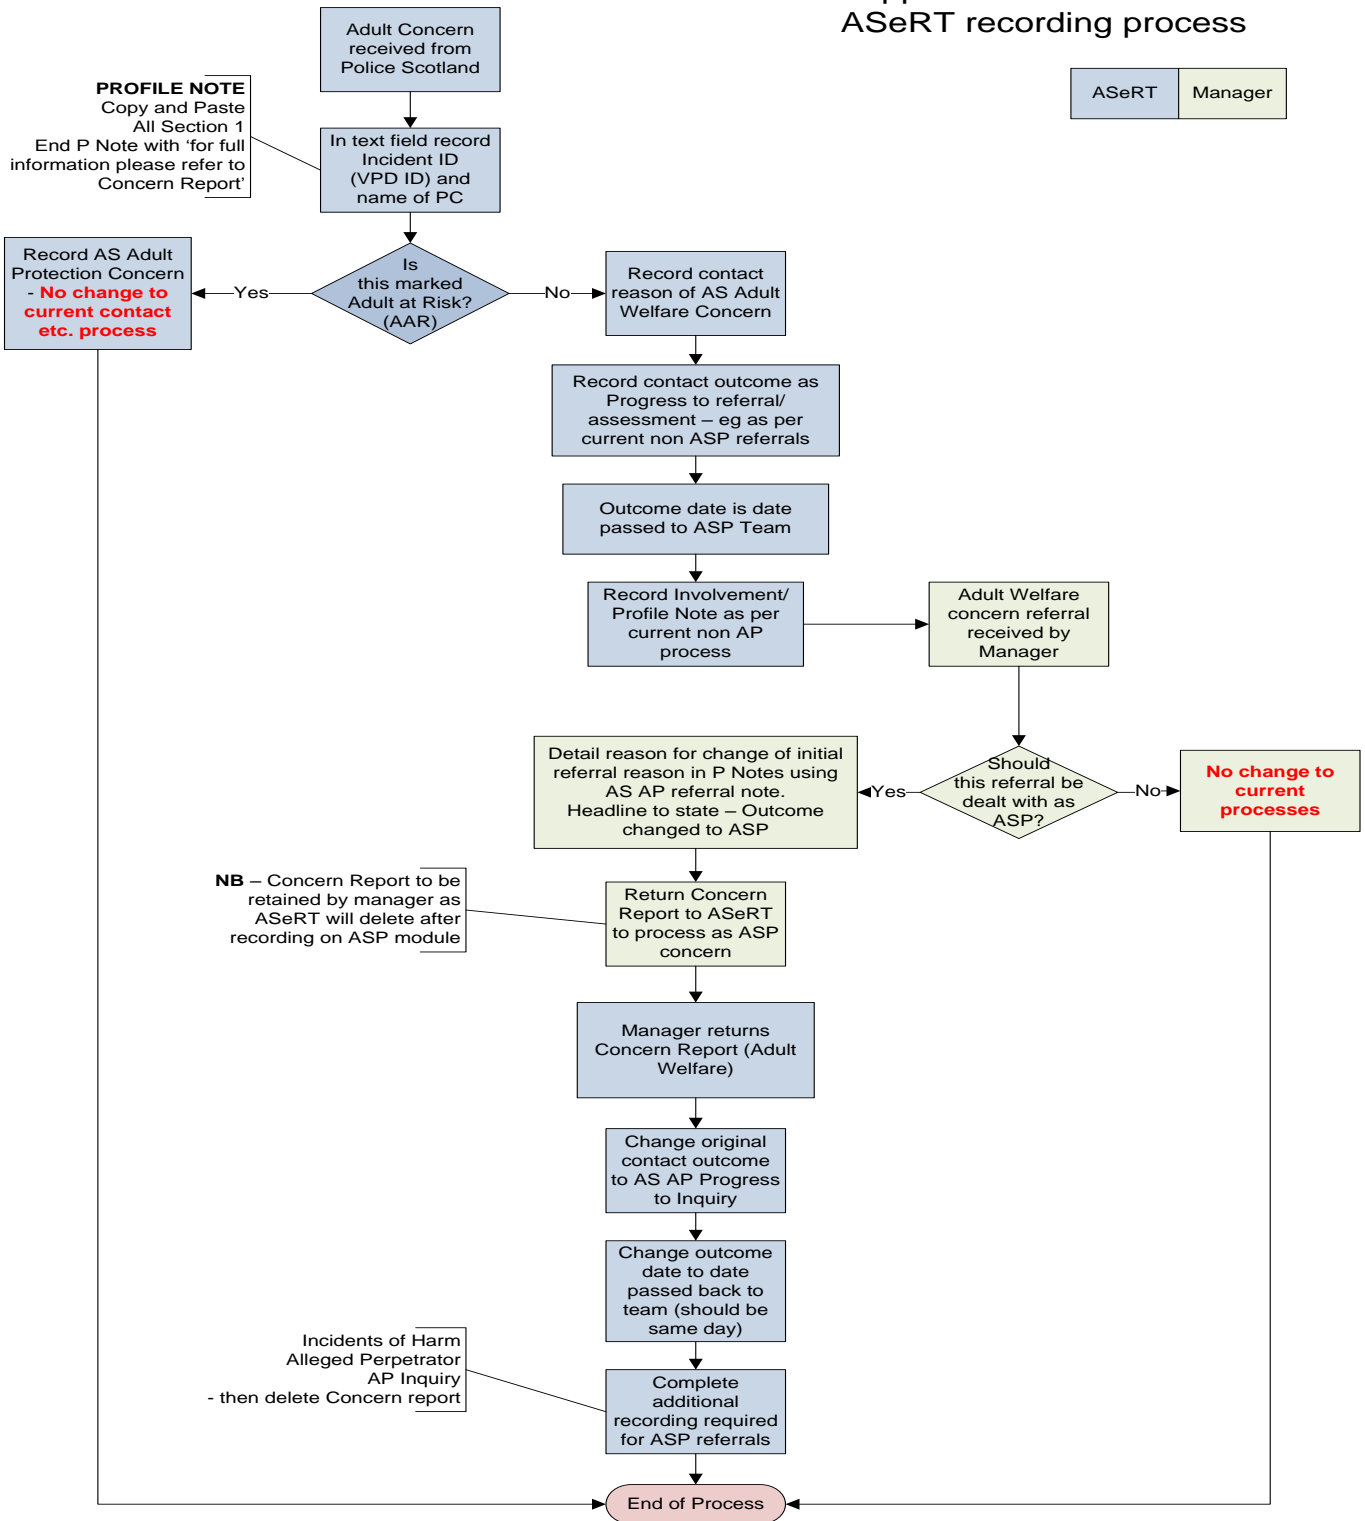 ASeRT recording process
ASeRT
Manager
Adult Concern
received from
Police Scotland
PROFILE NOTE
Copy and Paste
All Section 1
End P Note with ‘for full
information please refer to
Concern Report’
In text field record
Incident ID
(VPD ID) and
name of PC
Record AS Adult
Protection Concern
- No change to
current contact
etc. process
Yes
Is
this marked
Adult at Risk?
(AAR)
No
Record contact
reason of AS Adult
Welfare Concern
Record contact outcome as
Progress to referral/
assessment – eg as per
current non ASP referrals
Outcome date is date
passed to ASP Team
Record Involvement/
Profile Note as per
current non AP
process
Adult Welfare
concern referral
received by
Manager
Should
this referral be
dealt with as
ASP?
Yes
No
No change to
current
processes
Detail reason for change of initial
referral reason in P Notes using
AS AP referral note.
Headline to state – Outcome
changed to ASP
NB – Concern Report to be
retained by manager as
ASeRT will delete after
recording on ASP module
Return Concern
Report to ASeRT
to process as ASP
concern
Manager returns
Concern Report (Adult
Welfare)
Change original
contact outcome
to AS AP Progress
to Inquiry
Change outcome
date to date
passed back to
team (should be
same day)
Incidents of Harm
Alleged Perpetrator
AP Inquiry
- then delete Concern report
Complete
additional
recording required
for ASP referrals
End of Process